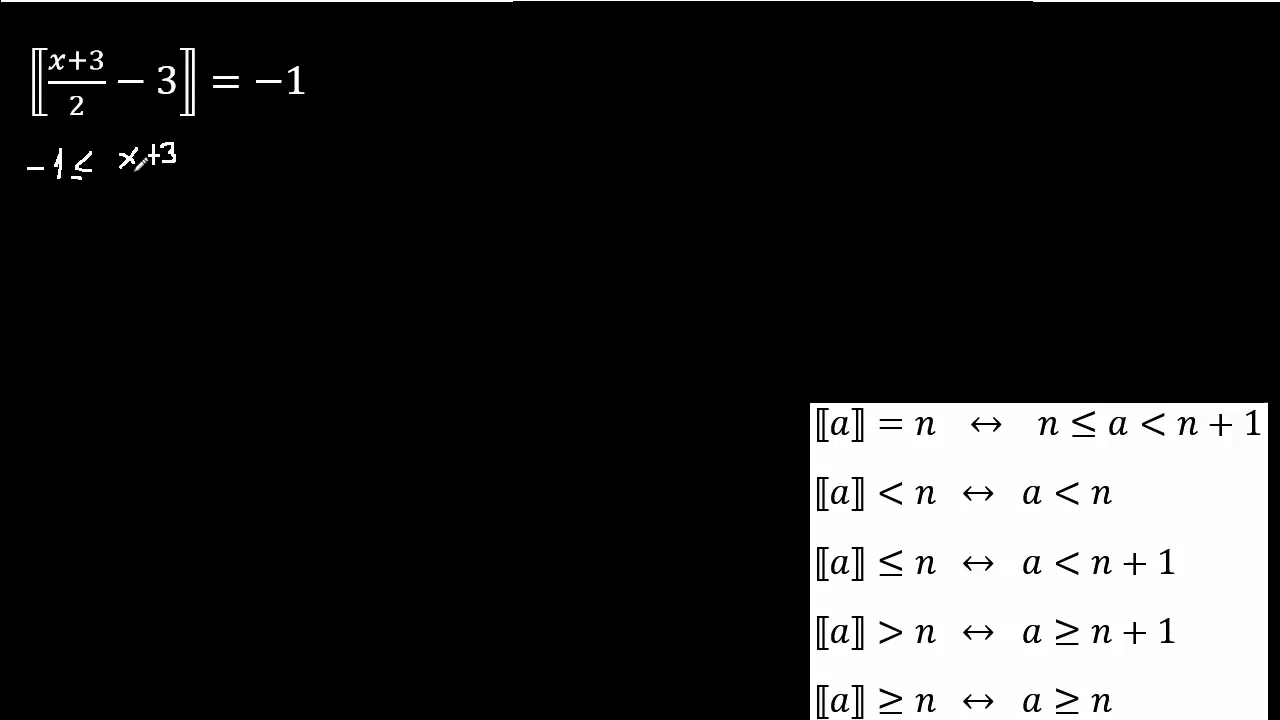 ⟦x+3/2 − 3⟧ = −1
-1≤ x+3
⟦a⟧ = n ↔ n ≤ a < n + 1
⟦a⟧ < n ↔ a < n
⟦a⟧ ≤ n ↔ a < n + 1
⟦a⟧ > n ↔ a ≥ n + 1
⟦a⟧ ≥ n ↔ a ≥ n